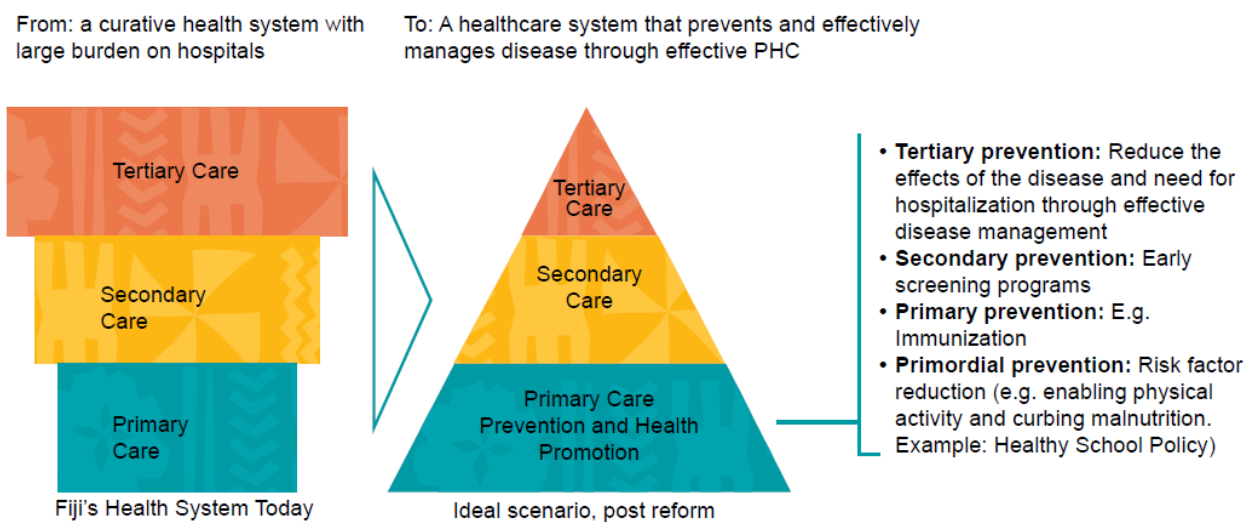 From: a curative health system with
large burden on hospitals
To: A healthcare system that prevents and effectively
manages disease through effective PHC
Tertiary Care
Secondary
Care
Primary
Care
Fiji's Health System Today
Tertiary
Care
Secondary
Care
Primary Care
Prevention and Health
Promotion
Ideal scenario, post reform
• Tertiary prevention: Reduce the
effects of the disease and need for
hospitalization through effective
disease management
• Secondary prevention: Early
screening programs
• Primary prevention: E.g.
Immunization
• Primordial prevention: Risk factor
reduction (e.g. enabling physical
activity and curbing malnutrition.
Example: Healthy School Policy)